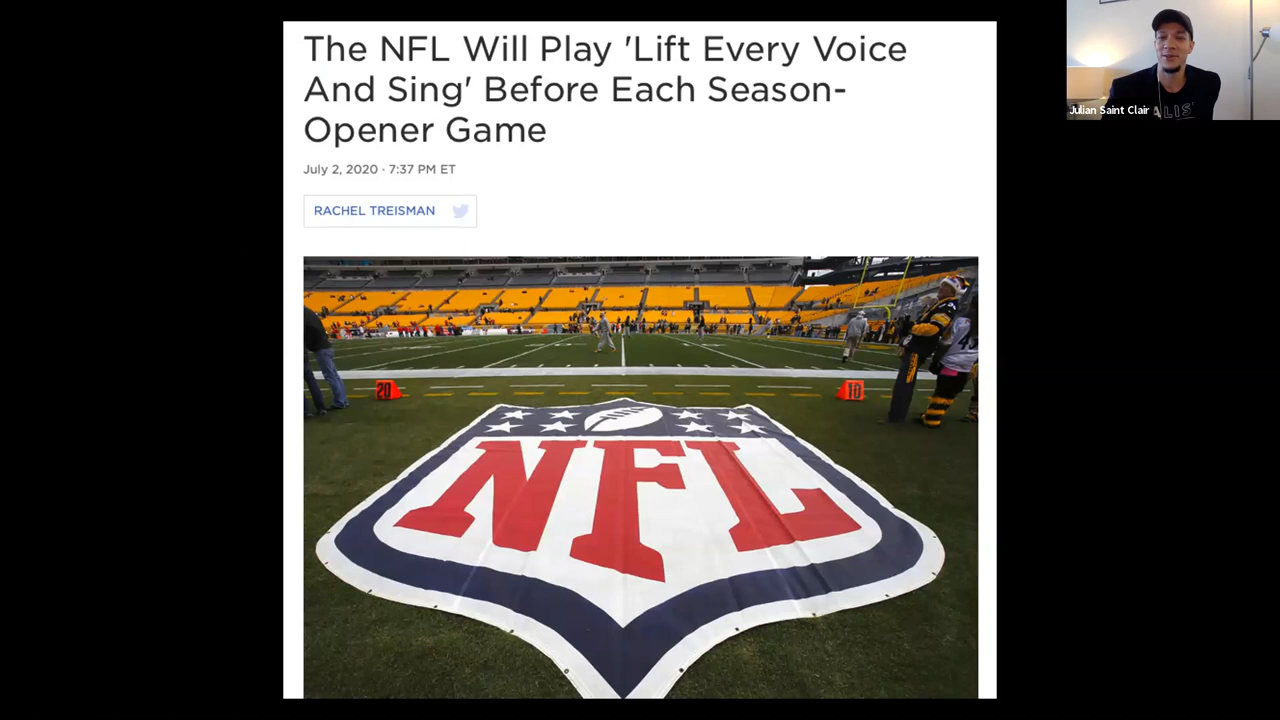 The NFL Will Play 'Lift Every Voice
And Sing' Before Each Season-
Opener Game
July 2, 2020 · 7:37 PM ET
RACHEL TREISMAN
20
10
NFL
Julian Saint Clair
ALIS